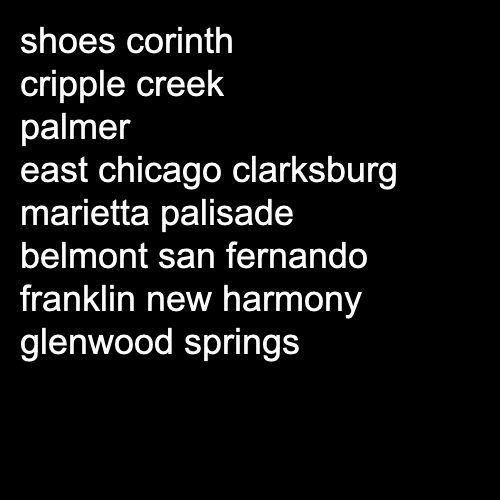 shoes corinth
cripple creek
palmer
east chicago clarksburg
marietta palisade
belmont san fernando
franklin new harmony
glenwood springs